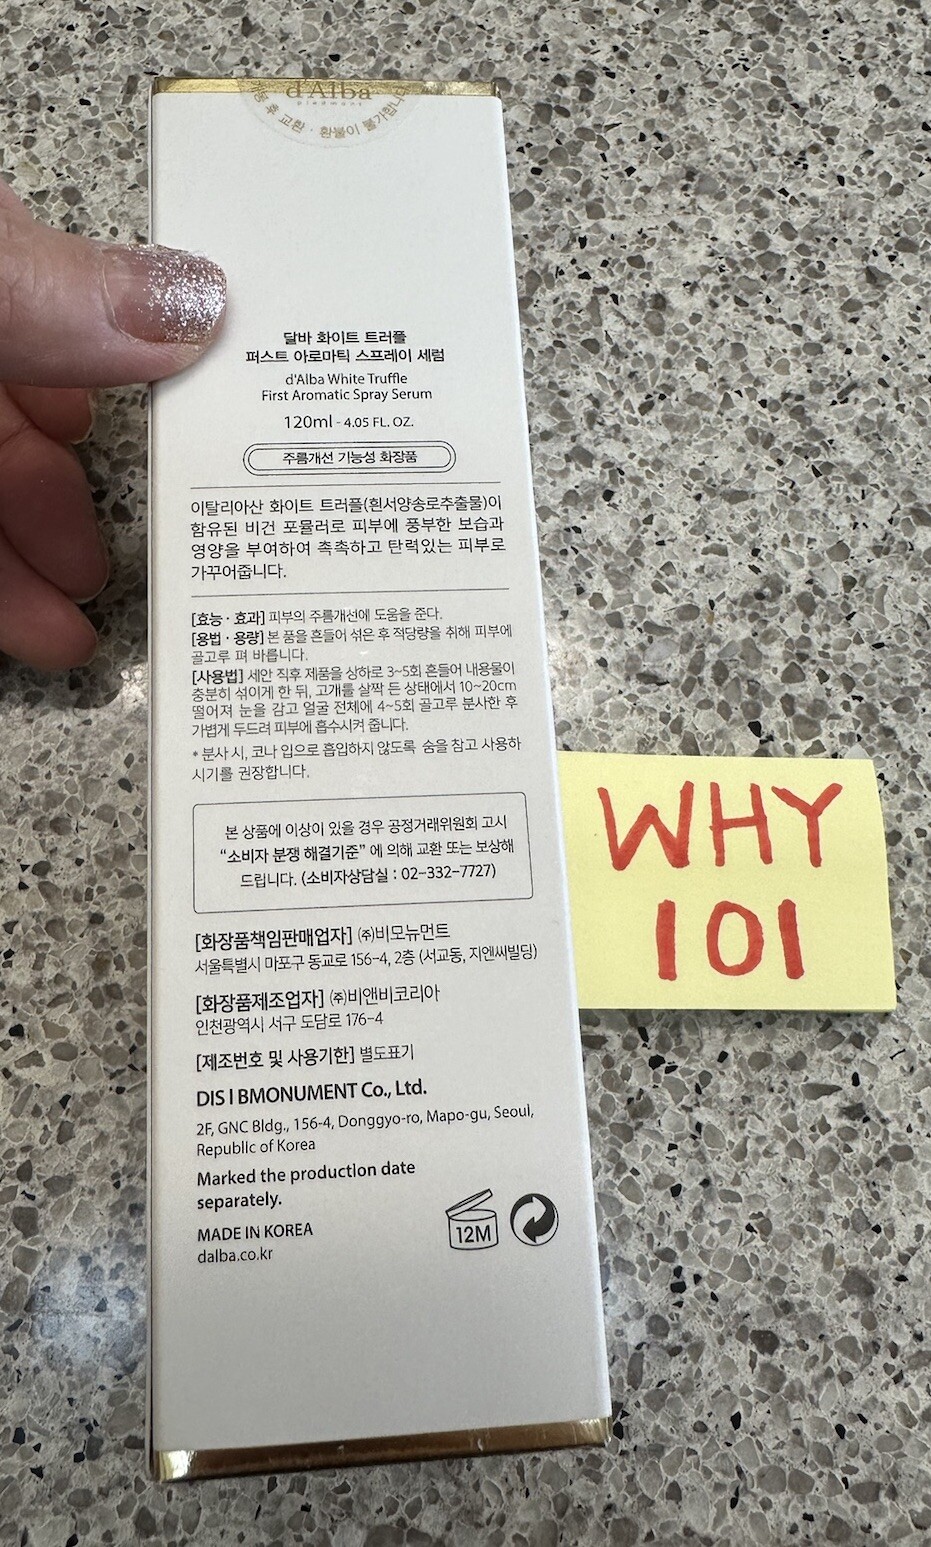 d'Alba
piedmont
개봉 후 교환 · 환불이 불가합니다
달바 화이트 트러플
퍼스트 아로마틱 스프레이 세럼
d'Alba White Truffle
First Aromatic Spray Serum
120ml - 4.05 FL. OZ.
주름개선 기능성 화장품
이탈리아산 화이트 트러플(흰서양송로추출물)이
함유된 비건 포뮬러로 피부에 풍부한 보습과
영양을 부여하여 촉촉하고 탄력있는 피부로
가꾸어줍니다.
[효능 · 효과] 피부의 주름개선에 도움을 준다.
[용법 · 용량] 본 품을 흔들어 섞은 후 적당량을 취해 피부에
골고루 펴 바릅니다.
[사용법] 세안 직후 제품을 상하로 3~5회 흔들어 내용물이
충분히 섞이게 한 뒤, 고개를 살짝 든 상태에서 10~20cm
떨어져 눈을 감고 얼굴 전체에 4~5회 골고루 분사한 후
가볍게 두드려 피부에 흡수시켜 줍니다.
* 분사 시, 코나 입으로 흡입하지 않도록 숨을 참고 사용하
시기를 권장합니다.
본 상품에 이상이 있을 경우 공정거래위원회 고시
"소비자 분쟁 해결기준" 에 의해 교환 또는 보상해
드립니다. (소비자상담실 : 02-332-7727)
[화장품책임판매업자] ㈜비모뉴먼트
서울특별시 마포구 동교로 156-4, 2층 (서교동, 지엔씨빌딩)
[화장품제조업자] ㈜비앤비코리아
인천광역시 서구 도담로 176-4
[제조번호 및 사용기한] 별도표기
DIS I BMONUMENT Co., Ltd.
2F, GNC Bldg., 156-4, Donggyo-ro, Mapo-gu, Seoul,
Republic of Korea
Marked the production date
separately.
MADE IN KOREA
dalba.co.kr
12M
WHY
101